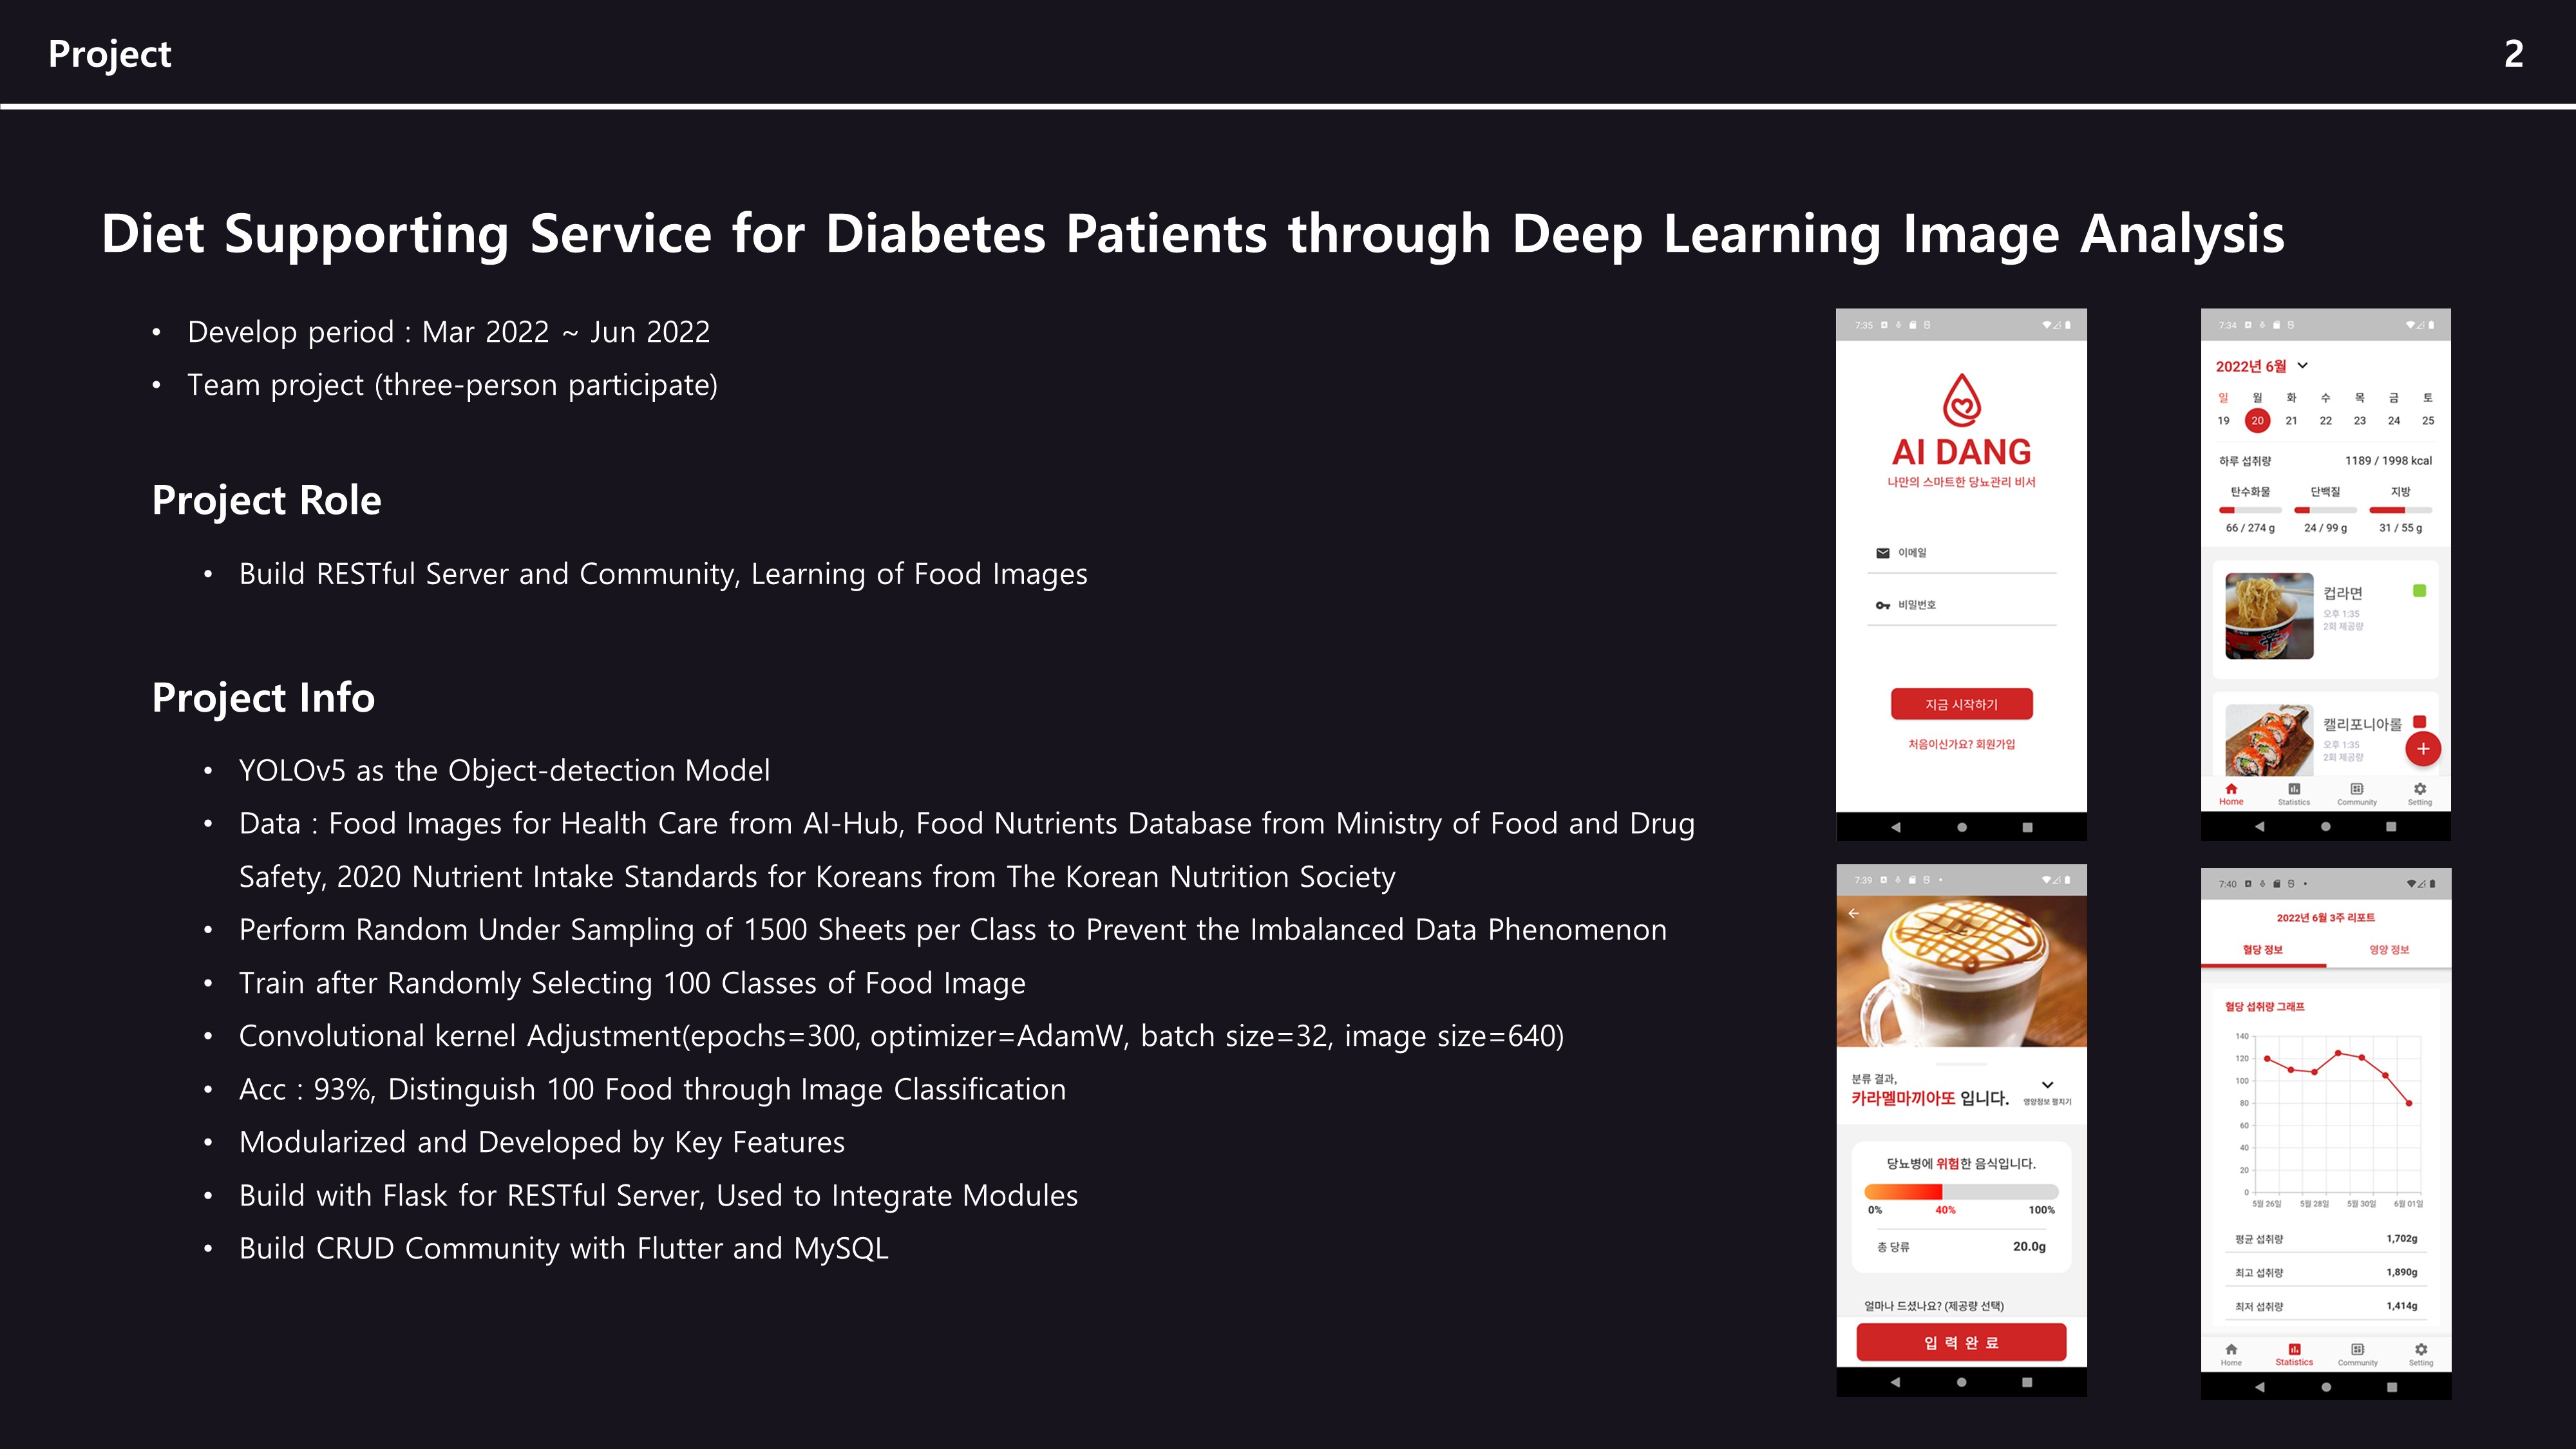 Project
2
Diet Supporting Service for Diabetes Patients through Deep Learning Image Analysis
• Develop period : Mar 2022 ~ Jun 2022
• Team project (three-person participate)
Project Role
• Build RESTful Server and Community, Learning of Food Images
Project Info
• YOLOv5 as the Object-detection Model
• Data : Food Images for Health Care from AI-Hub, Food Nutrients Database from Ministry of Food and Drug
Safety, 2020 Nutrient Intake Standards for Koreans from The Korean Nutrition Society
• Perform Random Under Sampling of 1500 Sheets per Class to Prevent the Imbalanced Data Phenomenon
• Train after Randomly Selecting 100 Classes of Food Image
• Convolutional kernel Adjustment(epochs=300, optimizer=AdamW, batch size=32, image size=640)
• Acc : 93%, Distinguish 100 Food through Image Classification
• Modularized and Developed by Key Features
• Build with Flask for RESTful Server, Used to Integrate Modules
• Build CRUD Community with Flutter and MySQL
7:35
AI DANG
나만의 스마트한 당뇨관리 비서
이메일
비밀번호
지금 시작하기
처음이신가요? 회원가입
7:34
2022년 6월
일 월 화 수 목 금 토
19 20 21 22 23 24 25
하루 섭취량 1189 / 1998 kcal
탄수화물 단백질 지방
66 / 274 g 24 / 99 g 31 / 55 g
컵라면
오후 1:35
2회 제공량
캘리포니아롤
오후 1:35
2회 제공량
+
Home Statistics Community Setting
7:39
분류 결과,
카라멜마끼아또 입니다.
영양정보 펼치기
당뇨병에 위험한 음식입니다.
0% 40% 100%
총 당류 20.0g
얼마나 드셨나요? (제공량 선택)
입력완료
7:40
2022년 6월 3주 리포트
혈당 정보 영양 정보
혈당 섭취량 그래프
140
120
100
80
60
40
20
0
5월 26일 5월 28일 5월 30일 6월 01일
평균 섭취량 1,702g
최고 섭취량 1,890g
최저 섭취량 1,414g
Home Statistics Community Setting